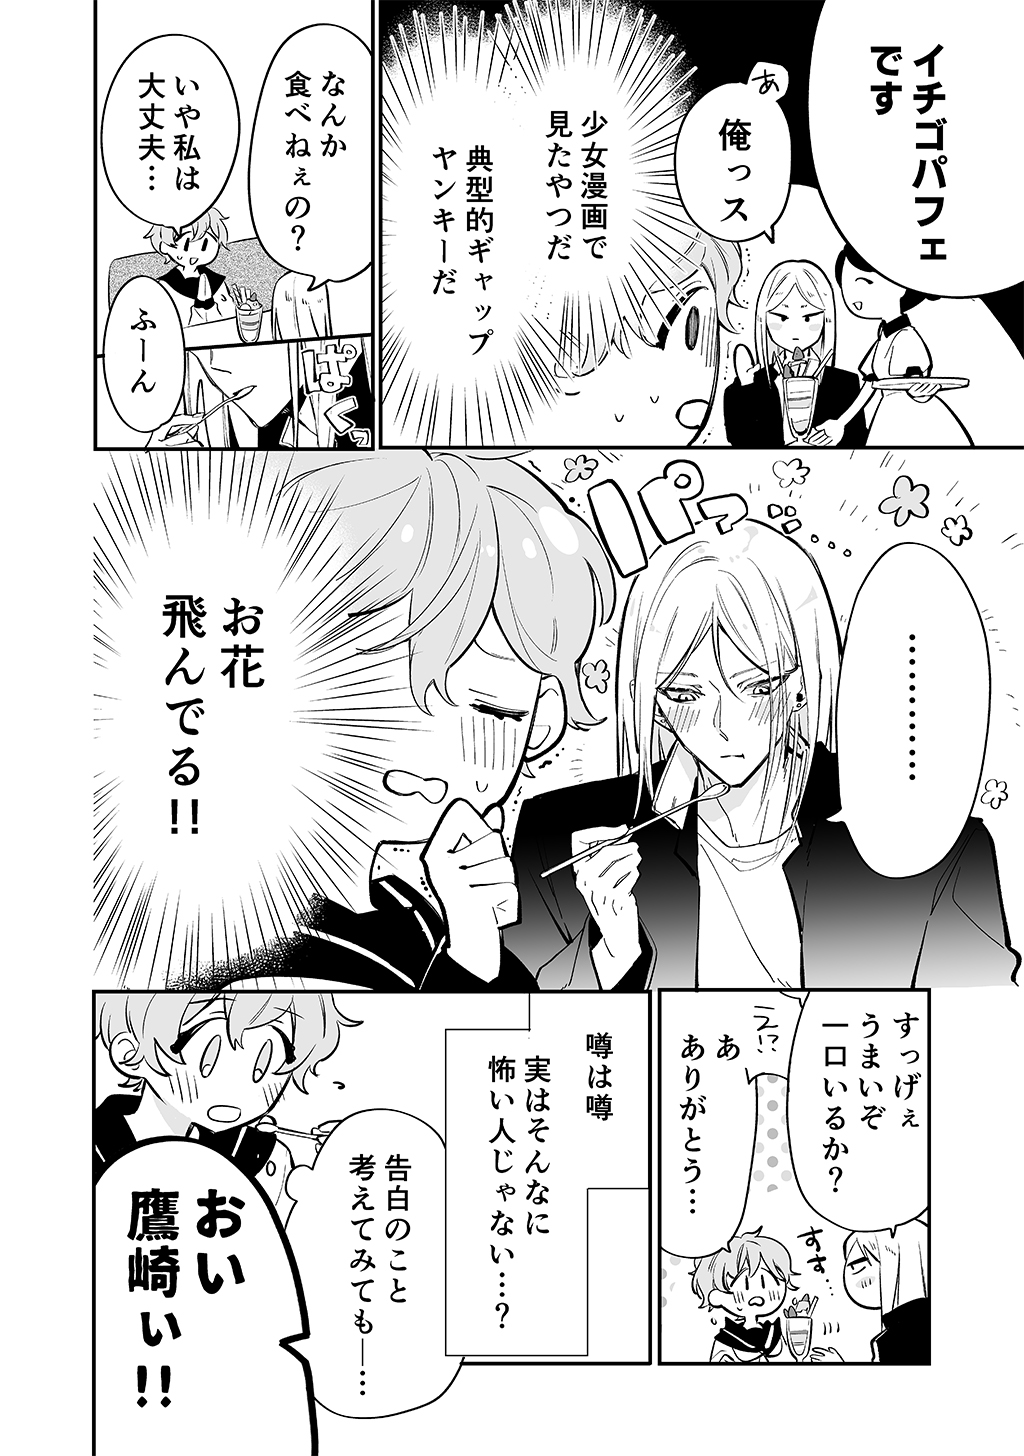 イチゴパフェ
です
あ
俺っス
少女漫画で
見たやつだ
典型的ギャップ
ヤンキーだ
なんか
食べねぇの？
いや私は
大丈夫…
ふーん
ぱくっ
…………
パァッ
お花
飛んでる!!
すっげぇ
うまいぞ
一口いるか？
え!?
あ
ありがとう…
すす…
噂は噂
実はそんなに
怖い人じゃない…？
告白のこと
考えてみても―…
おい
鷹崎ぃ!!